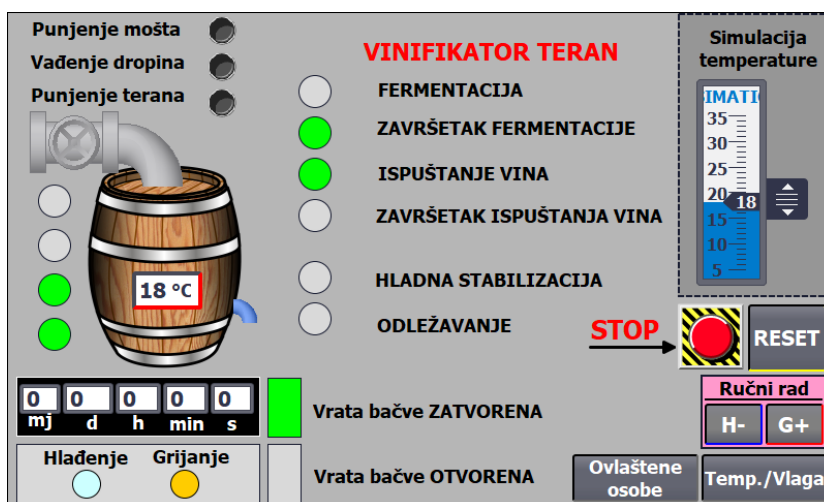 Punjenje mošta
Vađenje dropina
Punjenje terana
VINIFIKATOR TERAN
FERMENTACIJA
ZAVRŠETAK FERMENTACIJE
ISPUŠTANJE VINA
ZAVRŠETAK ISPUŠTANJA VINA
HLADNA STABILIZACIJA
ODLEŽAVANJE
Simulacija
temperature
SIMATIC
35
30
25
20
18
15
10
5
18 °C
STOP
RESET
0 0 0 0 0
mj d h min s
Vrata bačve ZATVORENA
Ručni rad
H- G+
Hlađenje Grijanje
Vrata bačve OTVORENA
Ovlaštene
osobe
Temp./Vlaga